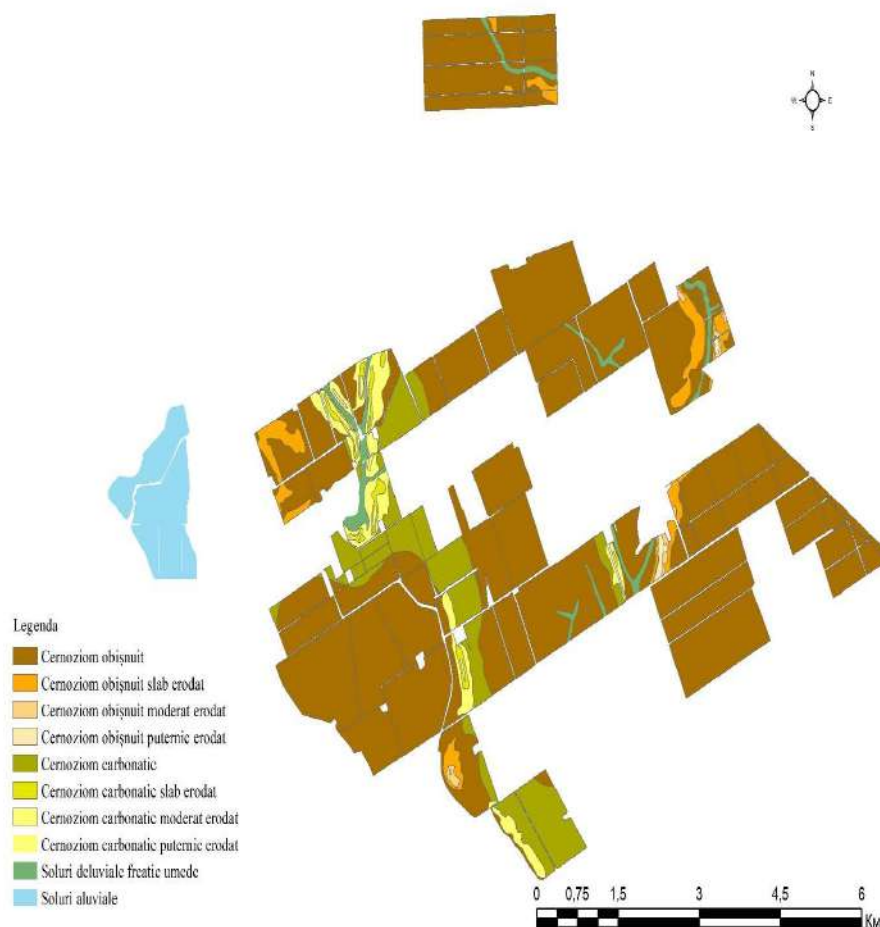 N
W E
S
Legenda
Cernoziom obișnuit
Cernoziom obișnuit slab erodat
Cernoziom obișnuit moderat erodat
Cernoziom obișnuit puternic erodat
Cernoziom carbonatic
Cernoziom carbonatic slab erodat
Cernoziom carbonatic moderat erodat
Cernoziom carbonatic puternic erodat
Soluri deluviale freatic umede
Soluri aluviale
0 0,75 1,5 3 4,5 6
Км